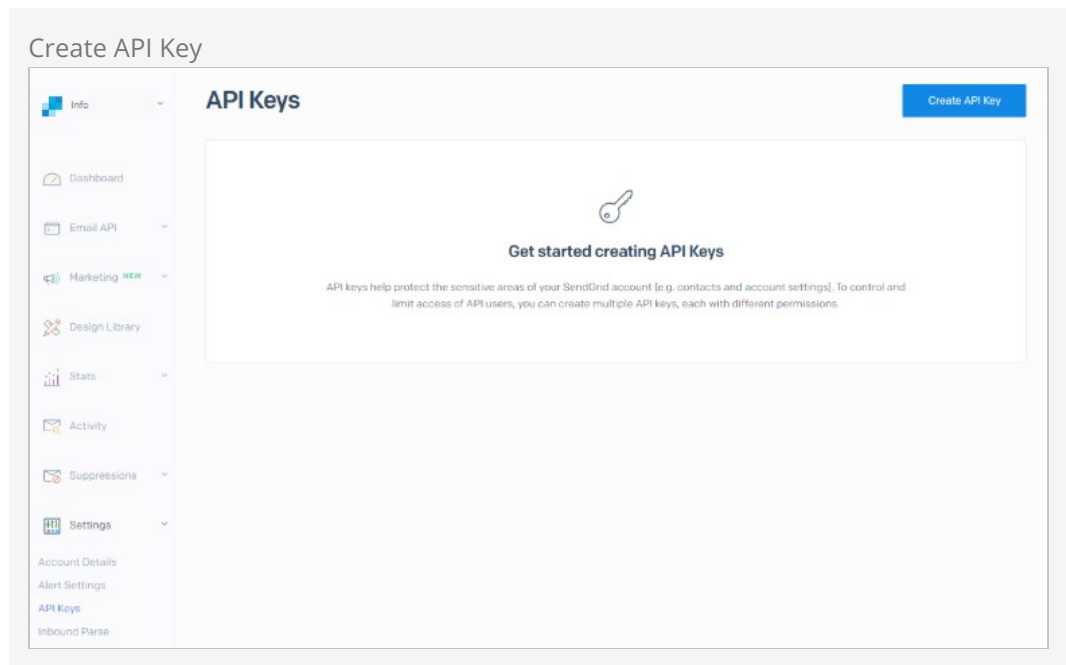 Create API Key
Info
API Keys
Create API Key
Dashboard
Email API
Marketing NEW
Design Library
Stats
Activity
Suppressions
Settings
Account Details
Alert Settings
API Keys
Inbound Parse
Get started creating API Keys
API keys help protect the sensitive areas of your SendGrid account (e.g. contacts and account settings). To control and
limit access of API users, you can create multiple API keys, each with different permissions.